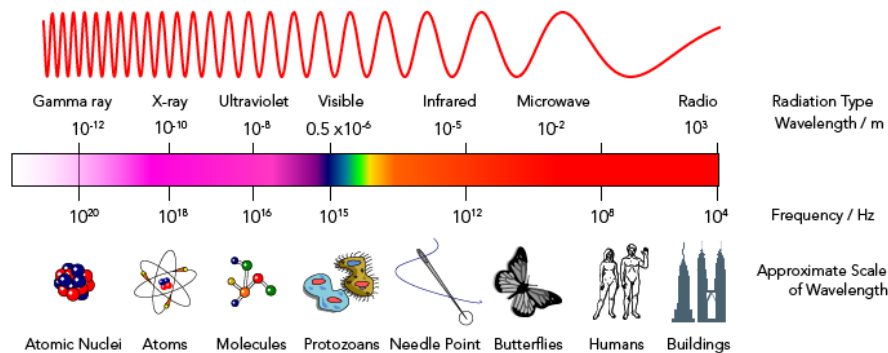 Gamma ray X-ray Ultraviolet Visible Infrared Microwave Radio Radiation Type
10⁻¹² 10⁻¹⁰ 10⁻⁸ 0.5 x10⁻⁶ 10⁻⁵ 10⁻² 10³ Wavelength / m
10²⁰ 10¹⁸ 10¹⁶ 10¹⁵ 10¹² 10⁸ 10⁴ Frequency / Hz
Approximate Scale
of Wavelength
Atomic Nuclei Atoms Molecules Protozoans Needle Point Butterflies Humans Buildings